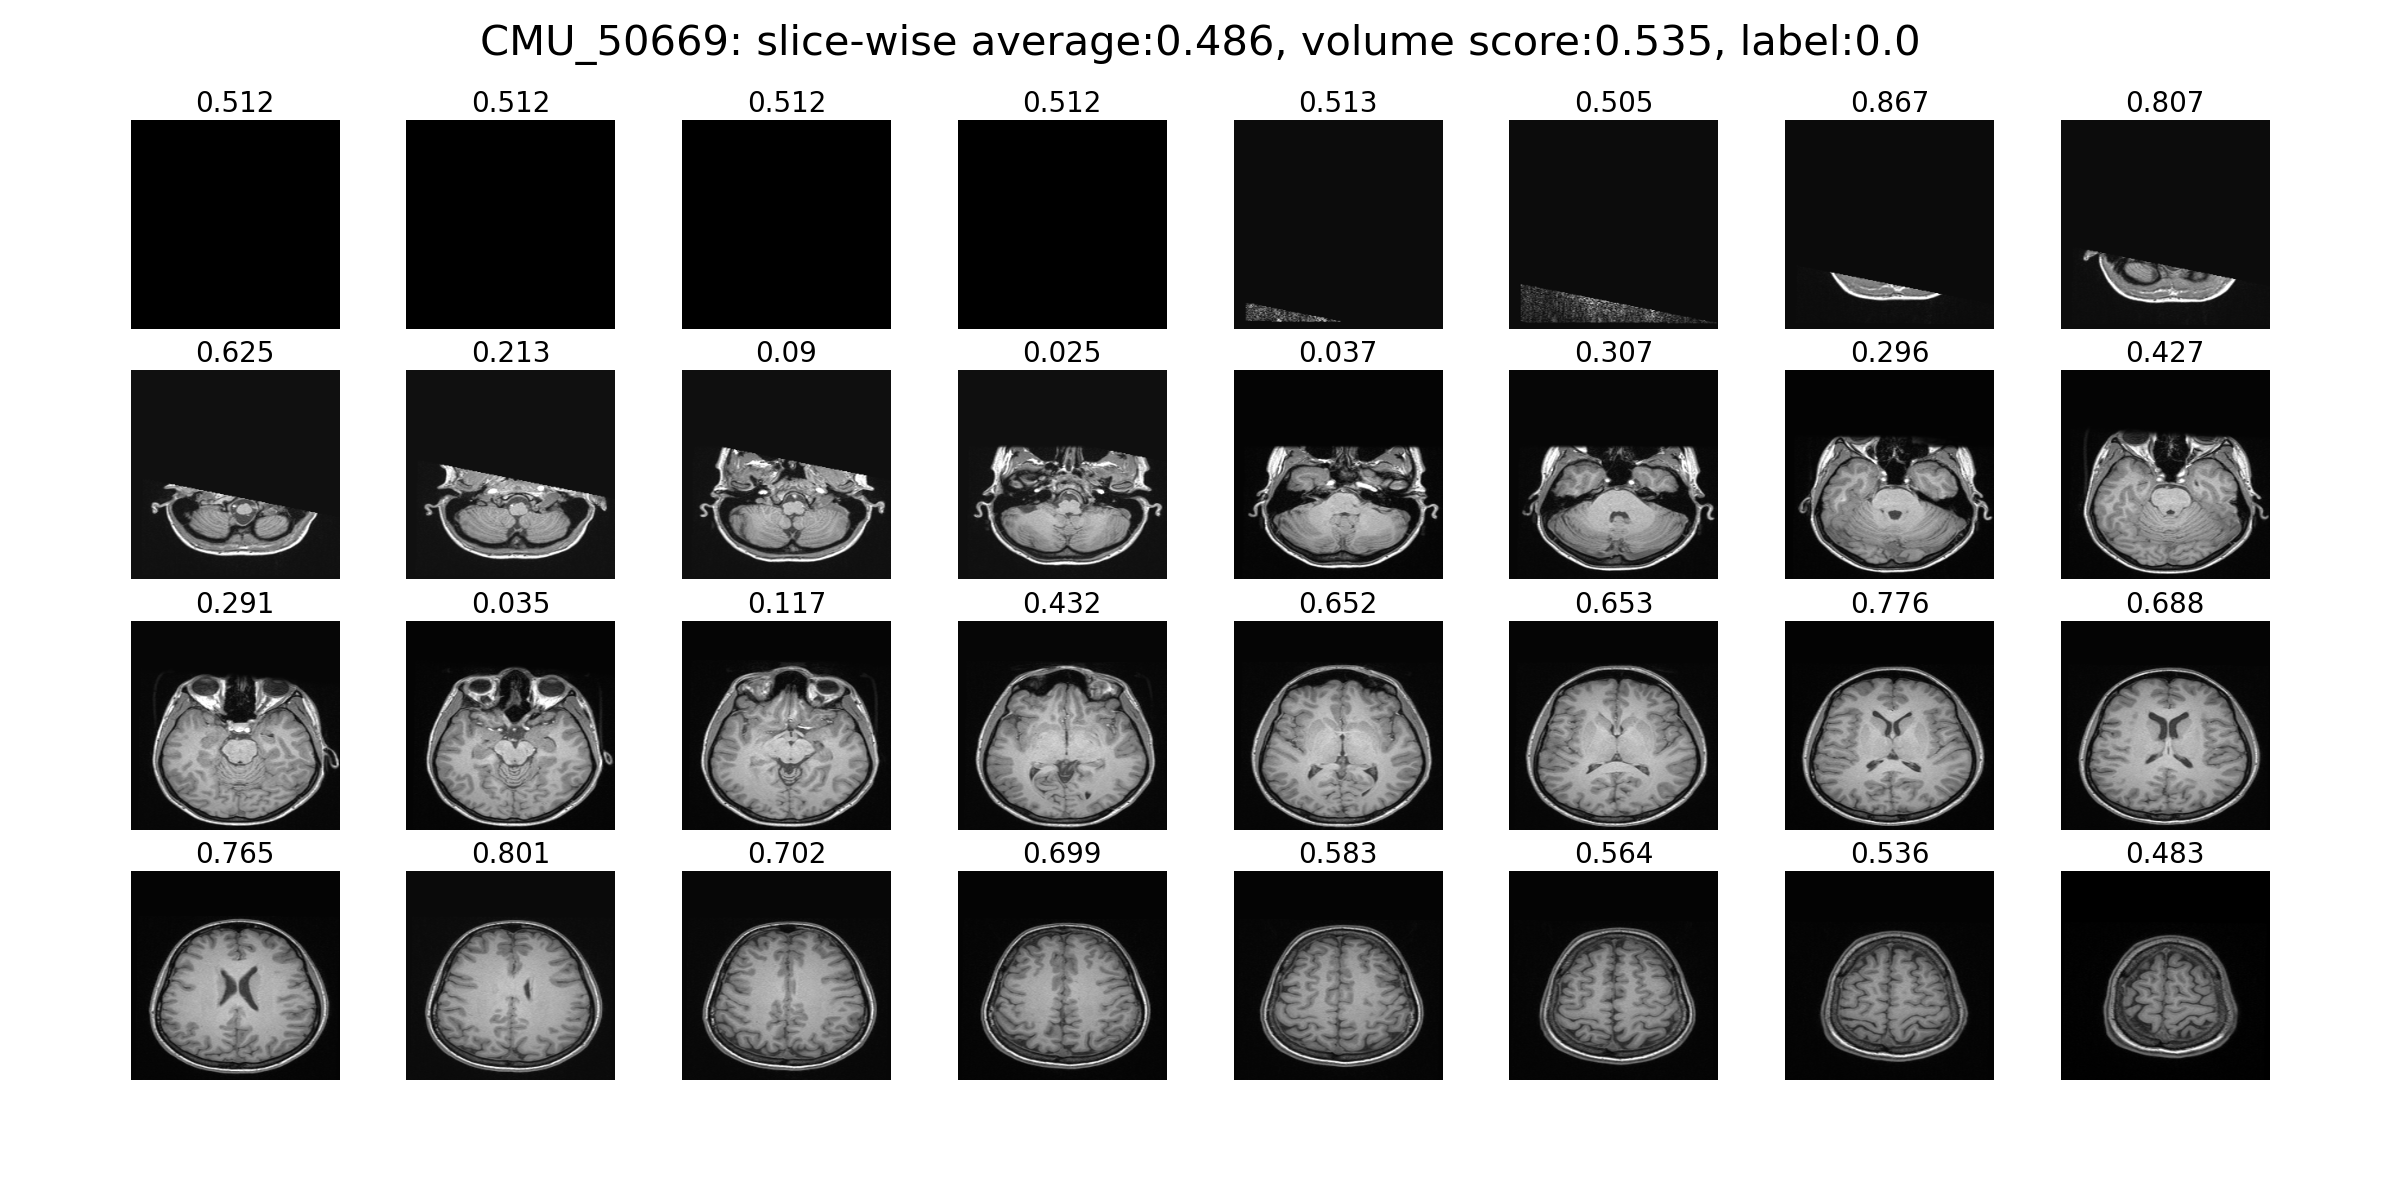 CMU_50669: slice-wise average:0.486, volume score:0.535, label:0.0
0.512 0.512 0.512 0.512 0.513 0.505 0.867 0.807
0.625 0.213 0.09 0.025 0.037 0.307 0.296 0.427
0.291 0.035 0.117 0.432 0.652 0.653 0.776 0.688
0.765 0.801 0.702 0.699 0.583 0.564 0.536 0.483